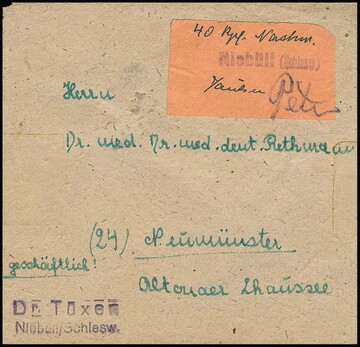 40 Rpf. Nachn.
Niebüll (Schlesw)
Herrn
Dr. med. Dr. med. dent. Rethwa
(24) Neumünster
geschäftlich!
Altonaer Chaussee
Dr. Tüxen
Niebüll/Schlesw.